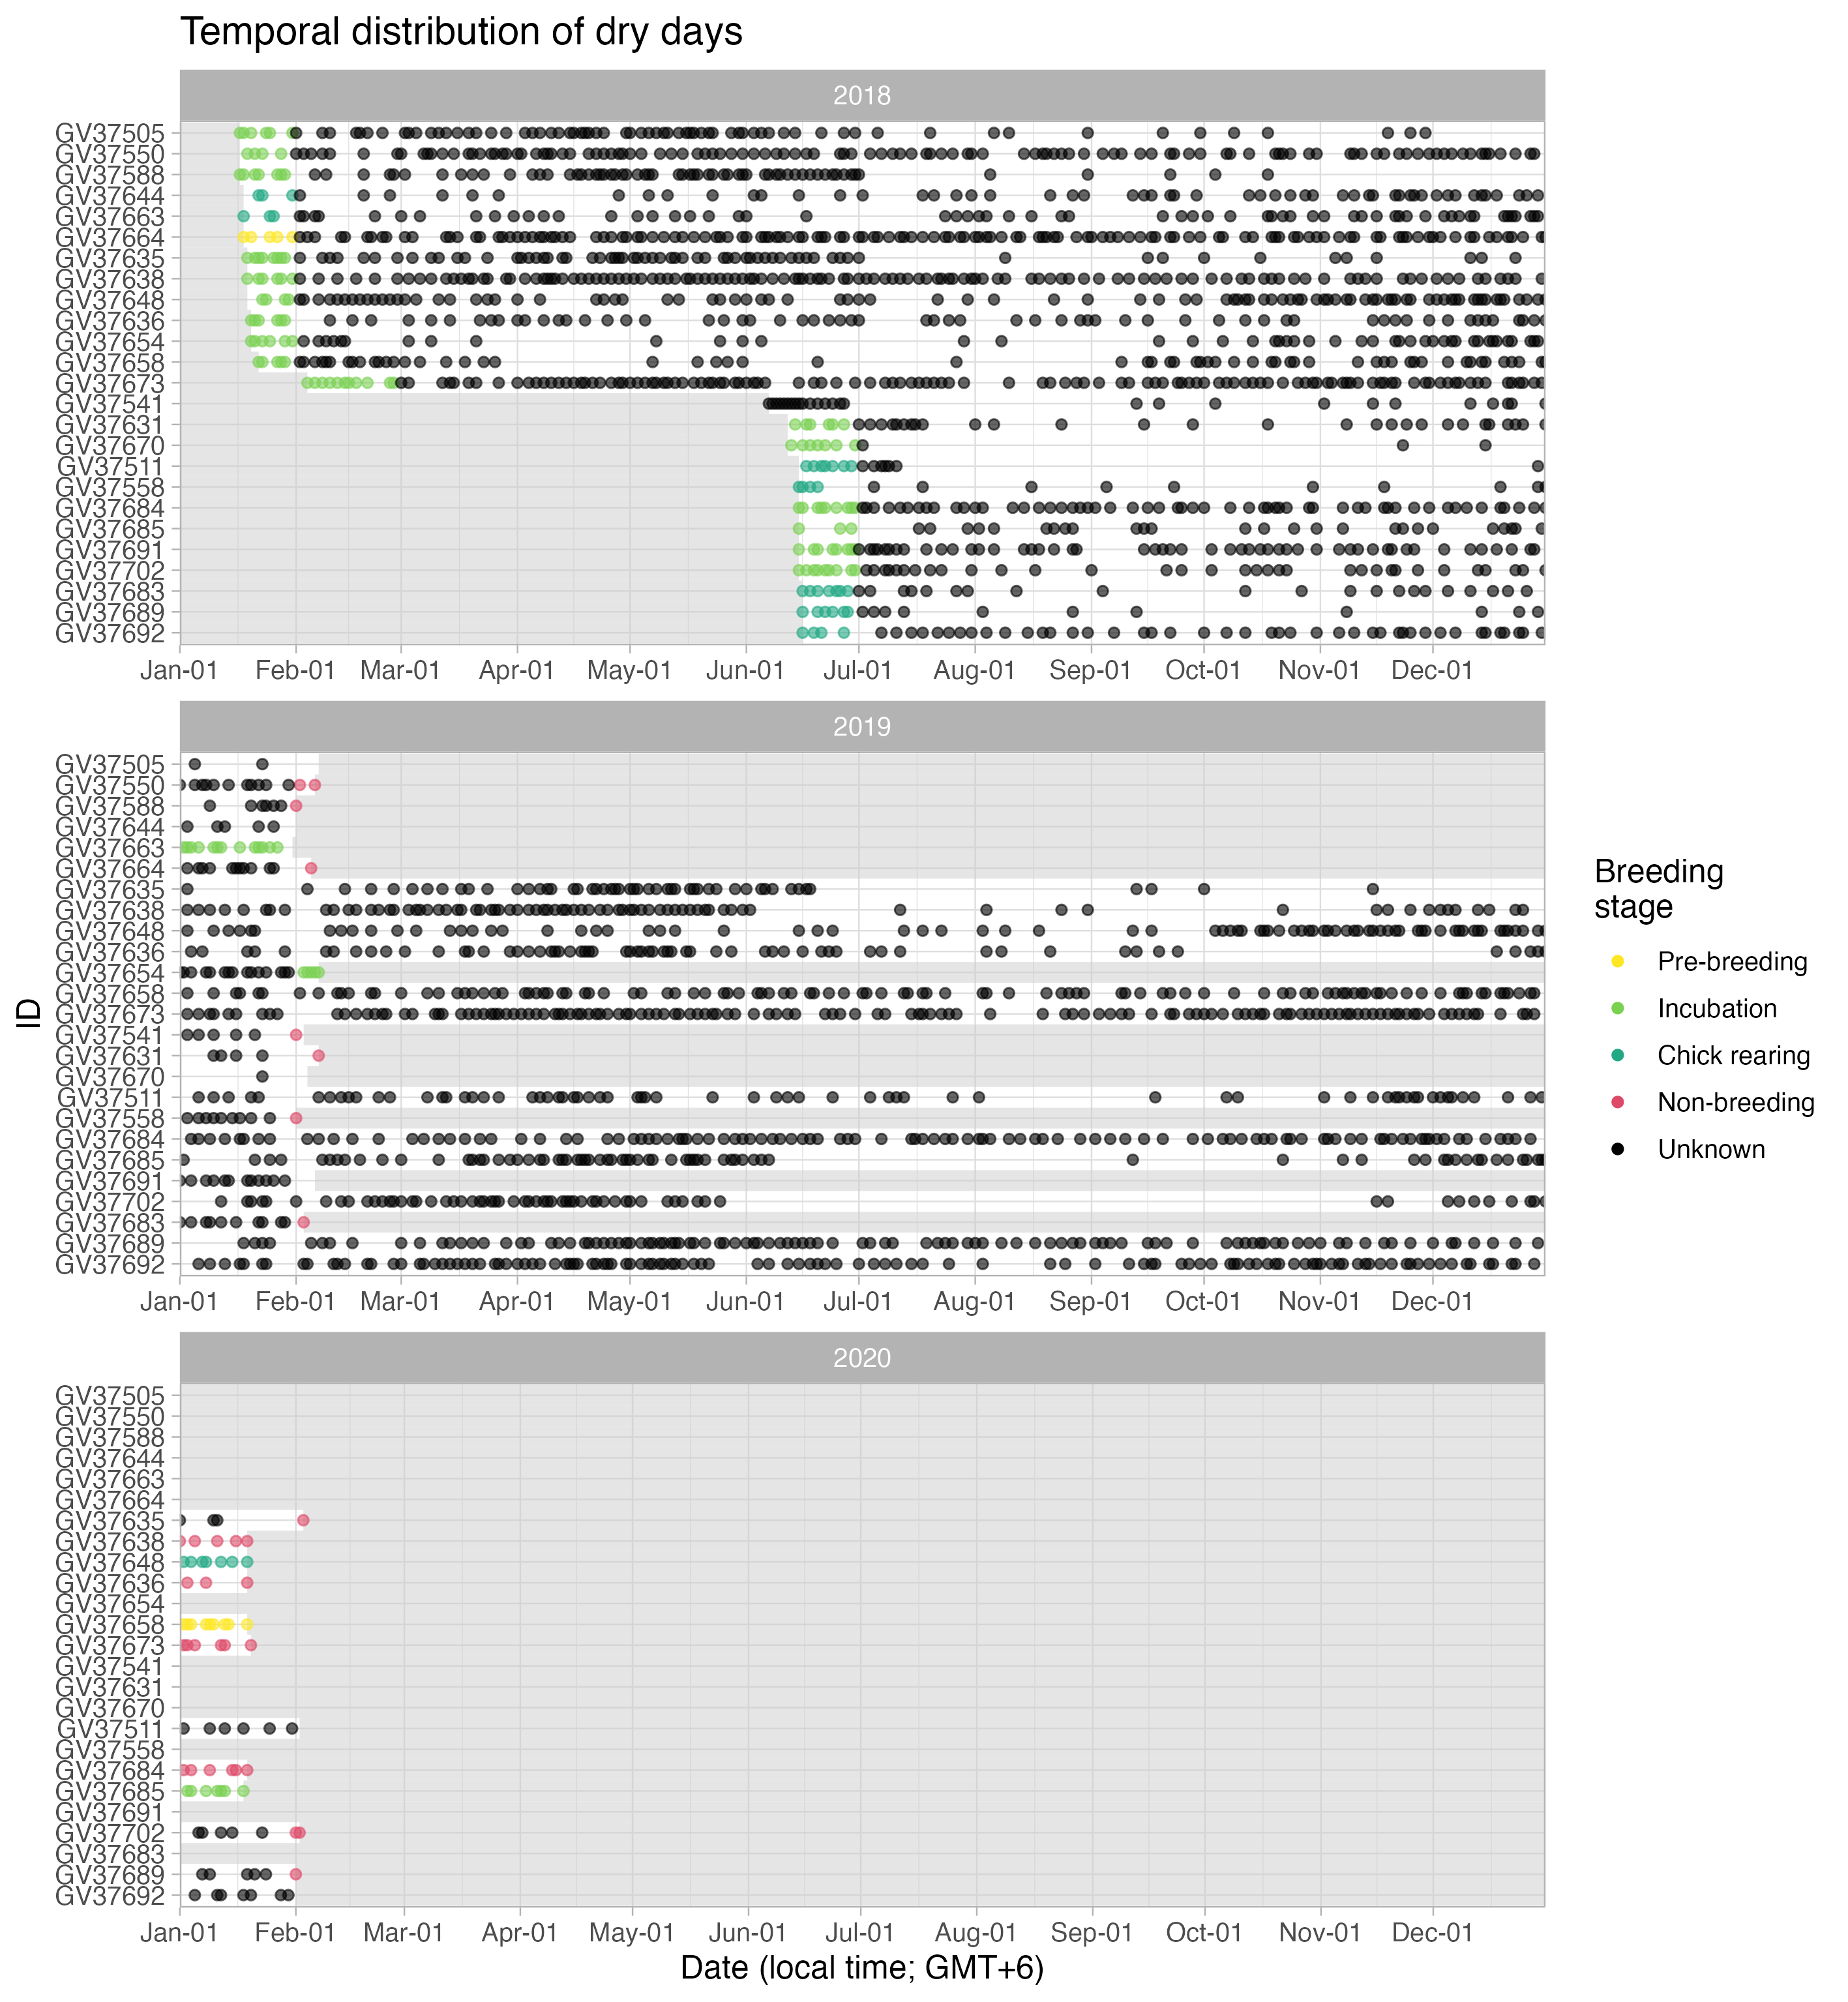 Temporal distribution of dry days
2018
GV37505
GV37550
GV37588
GV37644
GV37663
GV37664
GV37635
GV37638
GV37648
GV37636
GV37654
GV37658
GV37673
GV37541
GV37631
GV37670
GV37511
GV37558
GV37684
GV37685
GV37691
GV37702
GV37683
GV37689
GV37692
Jan-01 Feb-01 Mar-01 Apr-01 May-01 Jun-01 Jul-01 Aug-01 Sep-01 Oct-01 Nov-01 Dec-01
2019
GV37505
GV37550
GV37588
GV37644
GV37663
GV37664
GV37635
GV37638
GV37648
GV37636
GV37654
GV37658
GV37673
GV37541
GV37631
GV37670
GV37511
GV37558
GV37684
GV37685
GV37691
GV37702
GV37683
GV37689
GV37692
Jan-01 Feb-01 Mar-01 Apr-01 May-01 Jun-01 Jul-01 Aug-01 Sep-01 Oct-01 Nov-01 Dec-01
2020
GV37505
GV37550
GV37588
GV37644
GV37663
GV37664
GV37635
GV37638
GV37648
GV37636
GV37654
GV37658
GV37673
GV37541
GV37631
GV37670
GV37511
GV37558
GV37684
GV37685
GV37691
GV37702
GV37683
GV37689
GV37692
Jan-01 Feb-01 Mar-01 Apr-01 May-01 Jun-01 Jul-01 Aug-01 Sep-01 Oct-01 Nov-01 Dec-01
Date (local time; GMT+6)
ID
Breeding
stage
Pre-breeding
Incubation
Chick rearing
Non-breeding
Unknown